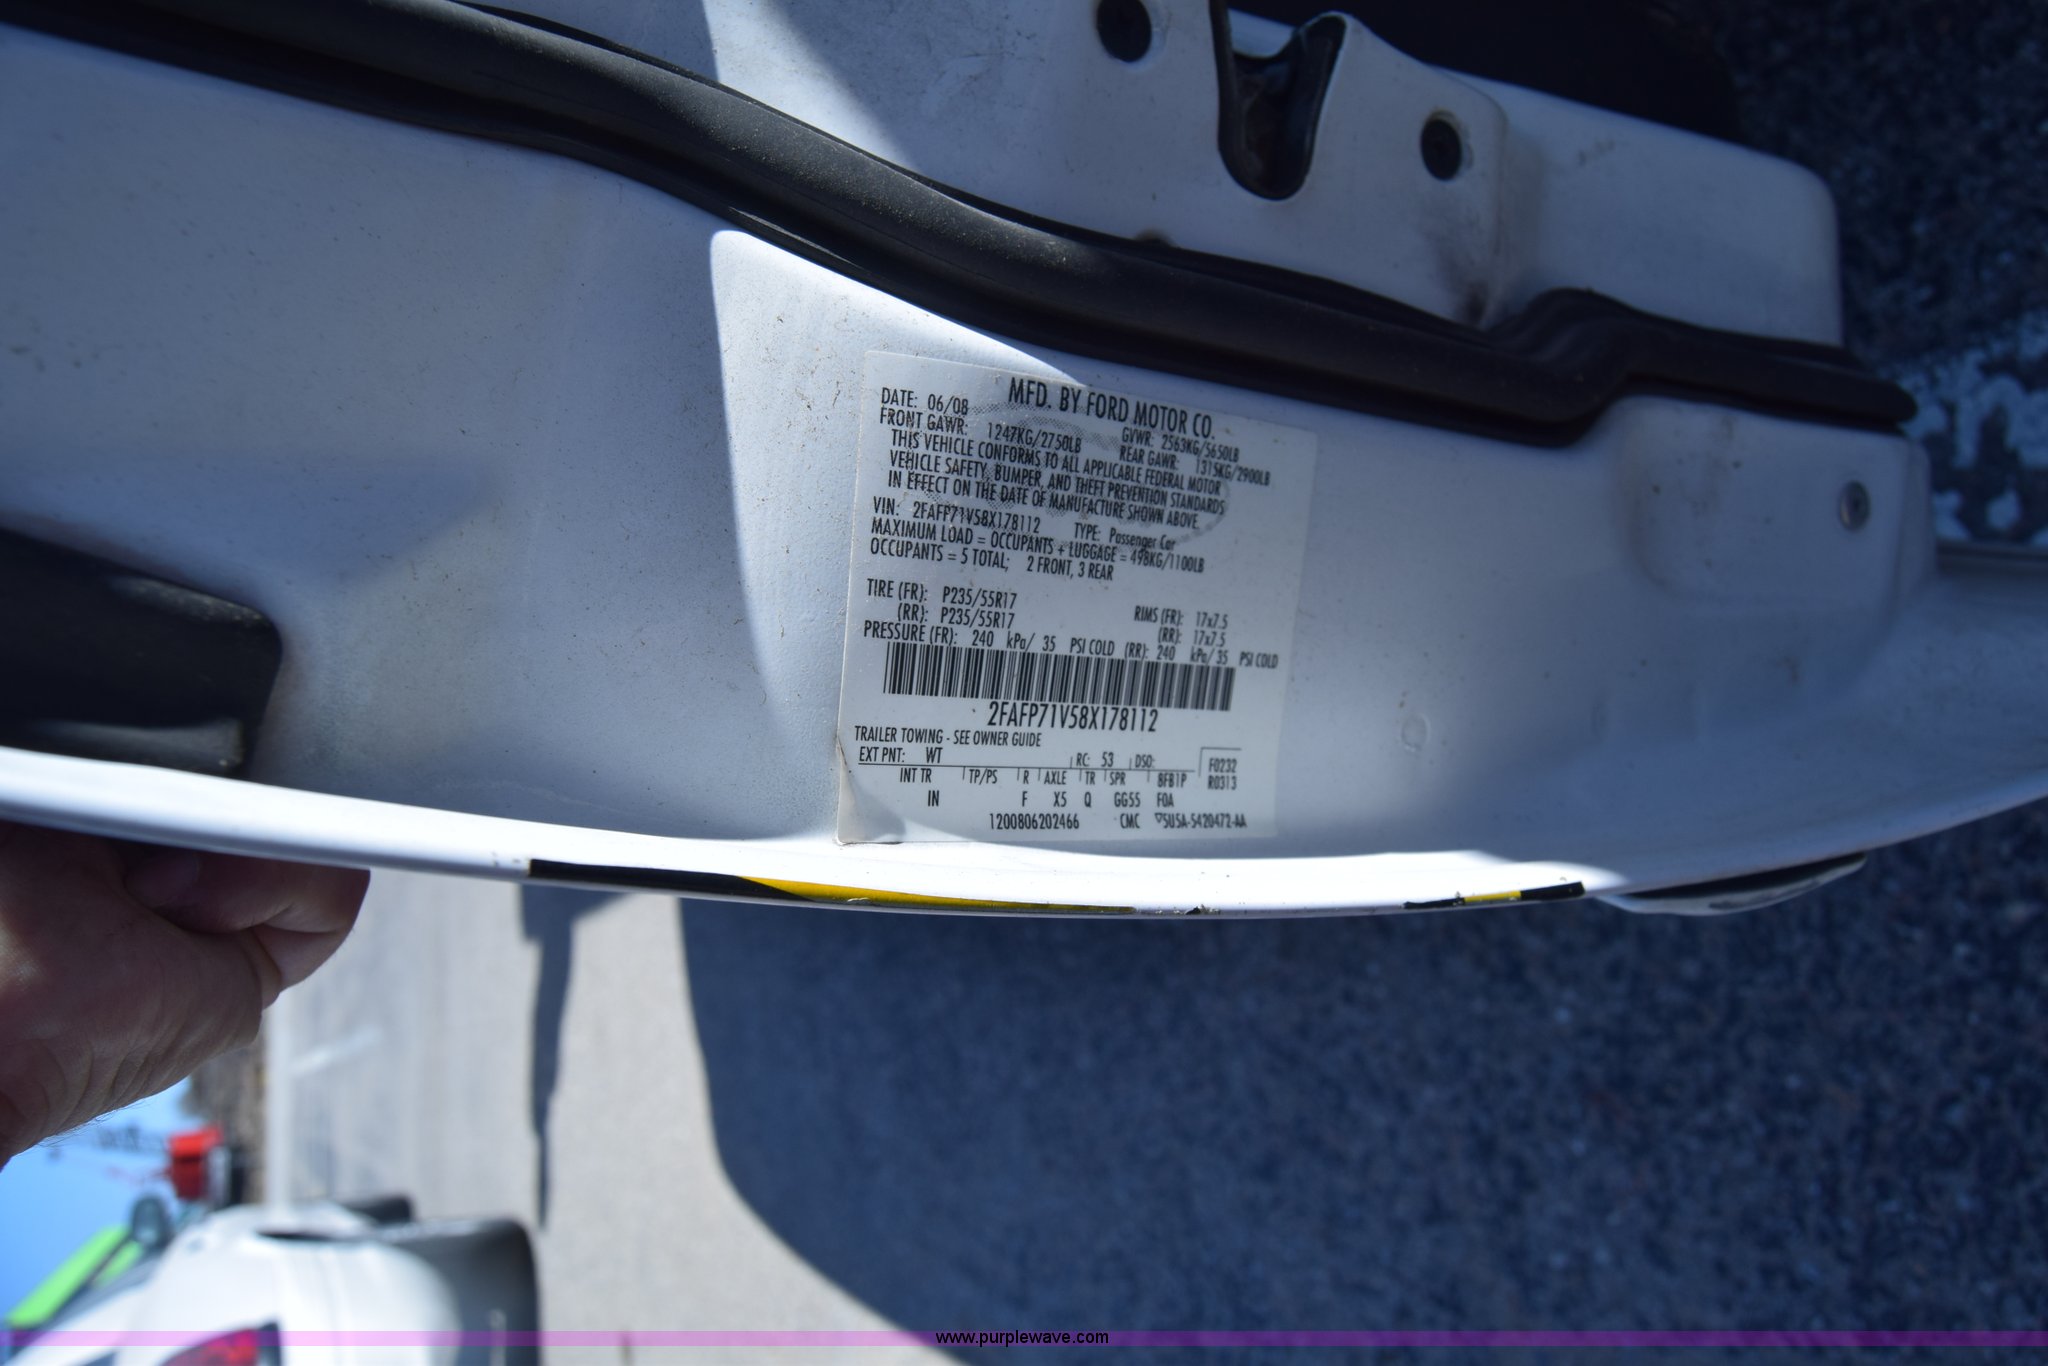 MFD. BY FORD MOTOR CO.
DATE: 06/08 GVWR: 2563KG/5650LB
FRONT GAWR: 1247KG/2750LB REAR GAWR: 1315KG/2900LB
THIS VEHICLE CONFORMS TO ALL APPLICABLE FEDERAL MOTOR
VEHICLE SAFETY, BUMPER, AND THEFT PREVENTION STANDARDS
IN EFFECT ON THE DATE OF MANUFACTURE SHOWN ABOVE.
VIN: 2FAFP71V58X178112 TYPE: Passenger Car
MAXIMUM LOAD = OCCUPANTS + LUGGAGE = 498KG/1100LB
OCCUPANTS = 5 TOTAL; 2 FRONT, 3 REAR
TIRE (FR): P235/55R17 RIMS (FR): 17x7.5
(RR): P235/55R17 (RR): 17x7.5
PRESSURE (FR): 240 kPa/ 35 PSI COLD (RR): 240 kPa/ 35 PSI COLD
2FAFP71V58X178112
TRAILER TOWING - SEE OWNER GUIDE
EXT PNT: WT RC: 53 DSO: F0232
INT TR TP/PS R AXLE TR SPR 8FB1P R0313
IN F X5 Q GG55 F0A
1200806202466 CMC ▽5U5A-5420472-AA
www.purplewave.com